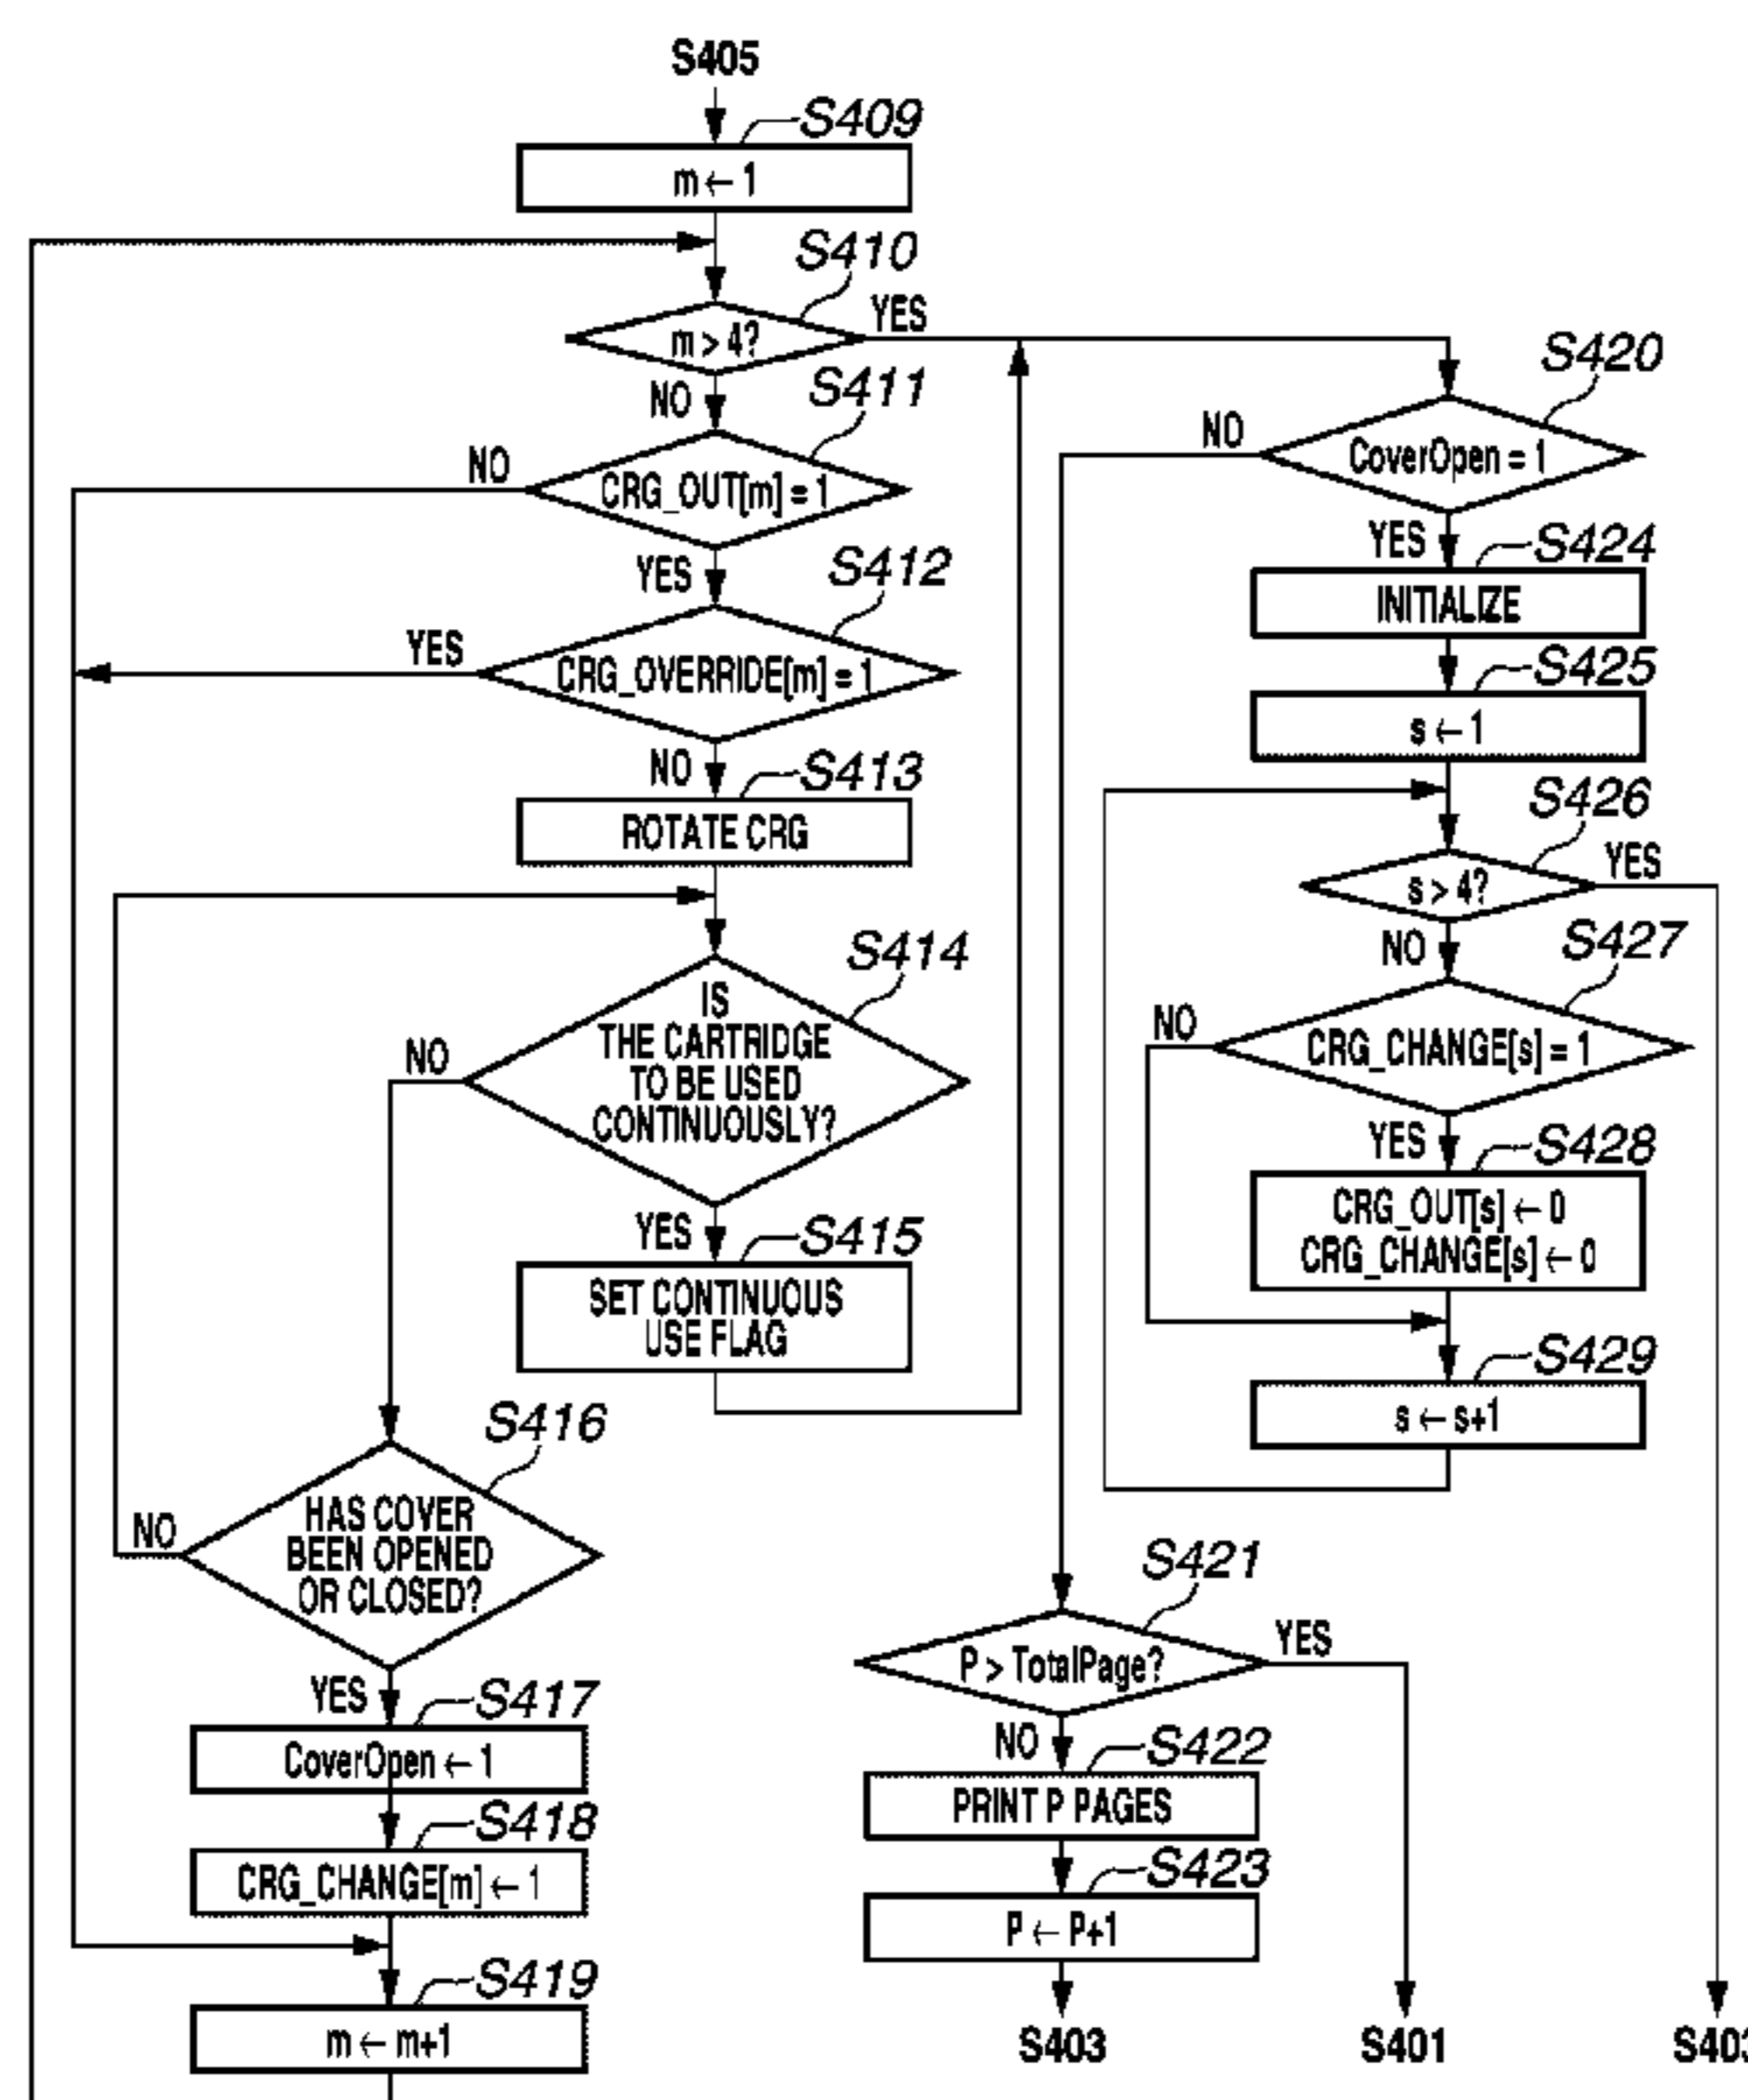 S405
S409
m ← 1
S410
m > 4?
YES
NO
S411
CRG_OUT[m] = 1
NO
YES
S412
CRG_OVERRIDE[m] = 1
YES
NO
S413
ROTATE CRG
S414
IS
THE CARTRIDGE
TO BE USED
CONTINUOUSLY?
NO
YES
S415
SET CONTINUOUS
USE FLAG
S416
HAS COVER
BEEN OPENED
OR CLOSED?
NO
YES
S417
CoverOpen ← 1
S418
CRG_CHANGE[m] ← 1
S419
m ← m+1
S420
CoverOpen = 1
NO
YES
S424
INITIALIZE
S425
s ← 1
S426
s > 4?
YES
NO
S427
CRG_CHANGE[s] = 1
NO
YES
S428
CRG_OUT[s] ← 0
CRG_CHANGE[s] ← 0
S429
s ← s+1
S421
P > TotalPage?
YES
NO
S422
PRINT P PAGES
S423
P ← P+1
S403
S401
S403